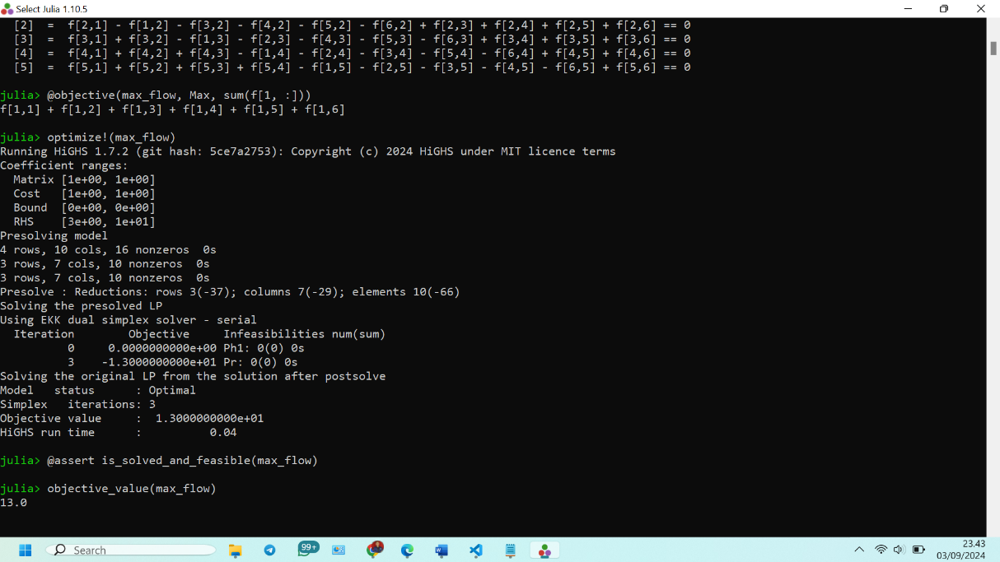 Select Julia 1.10.5
[2]  =  f[2,1] - f[1,2] - f[3,2] - f[4,2] - f[5,2] - f[6,2] + f[2,3] + f[2,4] + f[2,5] + f[2,6] == 0
[3]  =  f[3,1] + f[3,2] - f[1,3] - f[2,3] - f[4,3] - f[5,3] - f[6,3] + f[3,4] + f[3,5] + f[3,6] == 0
[4]  =  f[4,1] + f[4,2] + f[4,3] - f[1,4] - f[2,4] - f[3,4] - f[5,4] - f[6,4] + f[4,5] + f[4,6] == 0
[5]  =  f[5,1] + f[5,2] + f[5,3] + f[5,4] - f[1,5] - f[2,5] - f[3,5] - f[4,5] - f[6,5] + f[5,6] == 0
julia> @objective(max_flow, Max, sum(f[1, :]))
f[1,1] + f[1,2] + f[1,3] + f[1,4] + f[1,5] + f[1,6]
julia> optimize!(max_flow)
Running HiGHS 1.7.2 (git hash: 5ce7a2753): Copyright (c) 2024 HiGHS under MIT licence terms
Coefficient ranges:
  Matrix [1e+00, 1e+00]
  Cost   [1e+00, 1e+00]
  Bound  [0e+00, 0e+00]
  RHS    [3e+00, 1e+01]
Presolving model
4 rows, 10 cols, 16 nonzeros  0s
3 rows, 7 cols, 10 nonzeros  0s
3 rows, 7 cols, 10 nonzeros  0s
Presolve : Reductions: rows 3(-37); columns 7(-29); elements 10(-66)
Solving the presolved LP
Using EKK dual simplex solver - serial
  Iteration        Objective     Infeasibilities num(sum)
          0     0.0000000000e+00 Ph1: 0(0) 0s
          3    -1.3000000000e+01 Pr: 0(0) 0s
Solving the original LP from the solution after postsolve
Model   status      : Optimal
Simplex   iterations: 3
Objective value     :  1.3000000000e+01
HiGHS run time      :          0.04
julia> @assert is_solved_and_feasible(max_flow)
julia> objective_value(max_flow)
13.0
Search
99+
23.43
03/09/2024